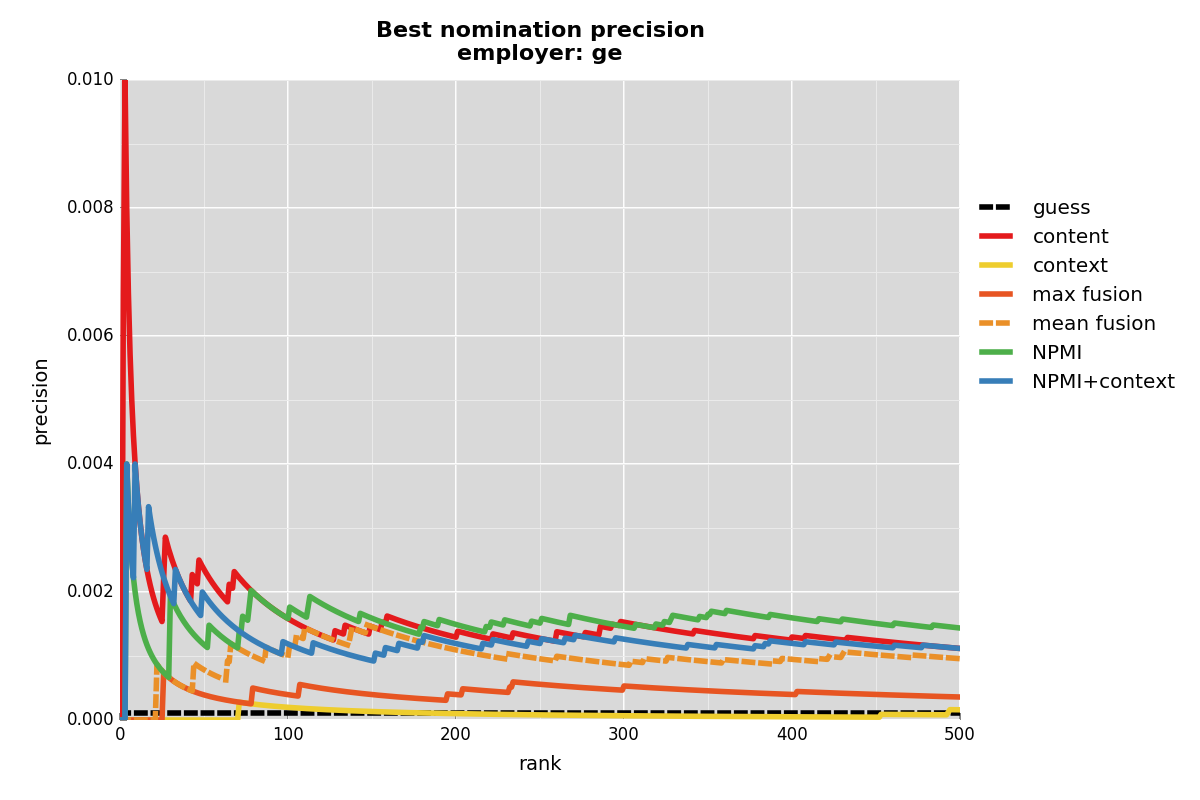 Best nomination precision
employer: ge
0.010
0.008
0.006
0.004
0.002
0.000
precision
0
100
200
300
400
500
rank
guess
content
context
max fusion
mean fusion
NPMI
NPMI+context